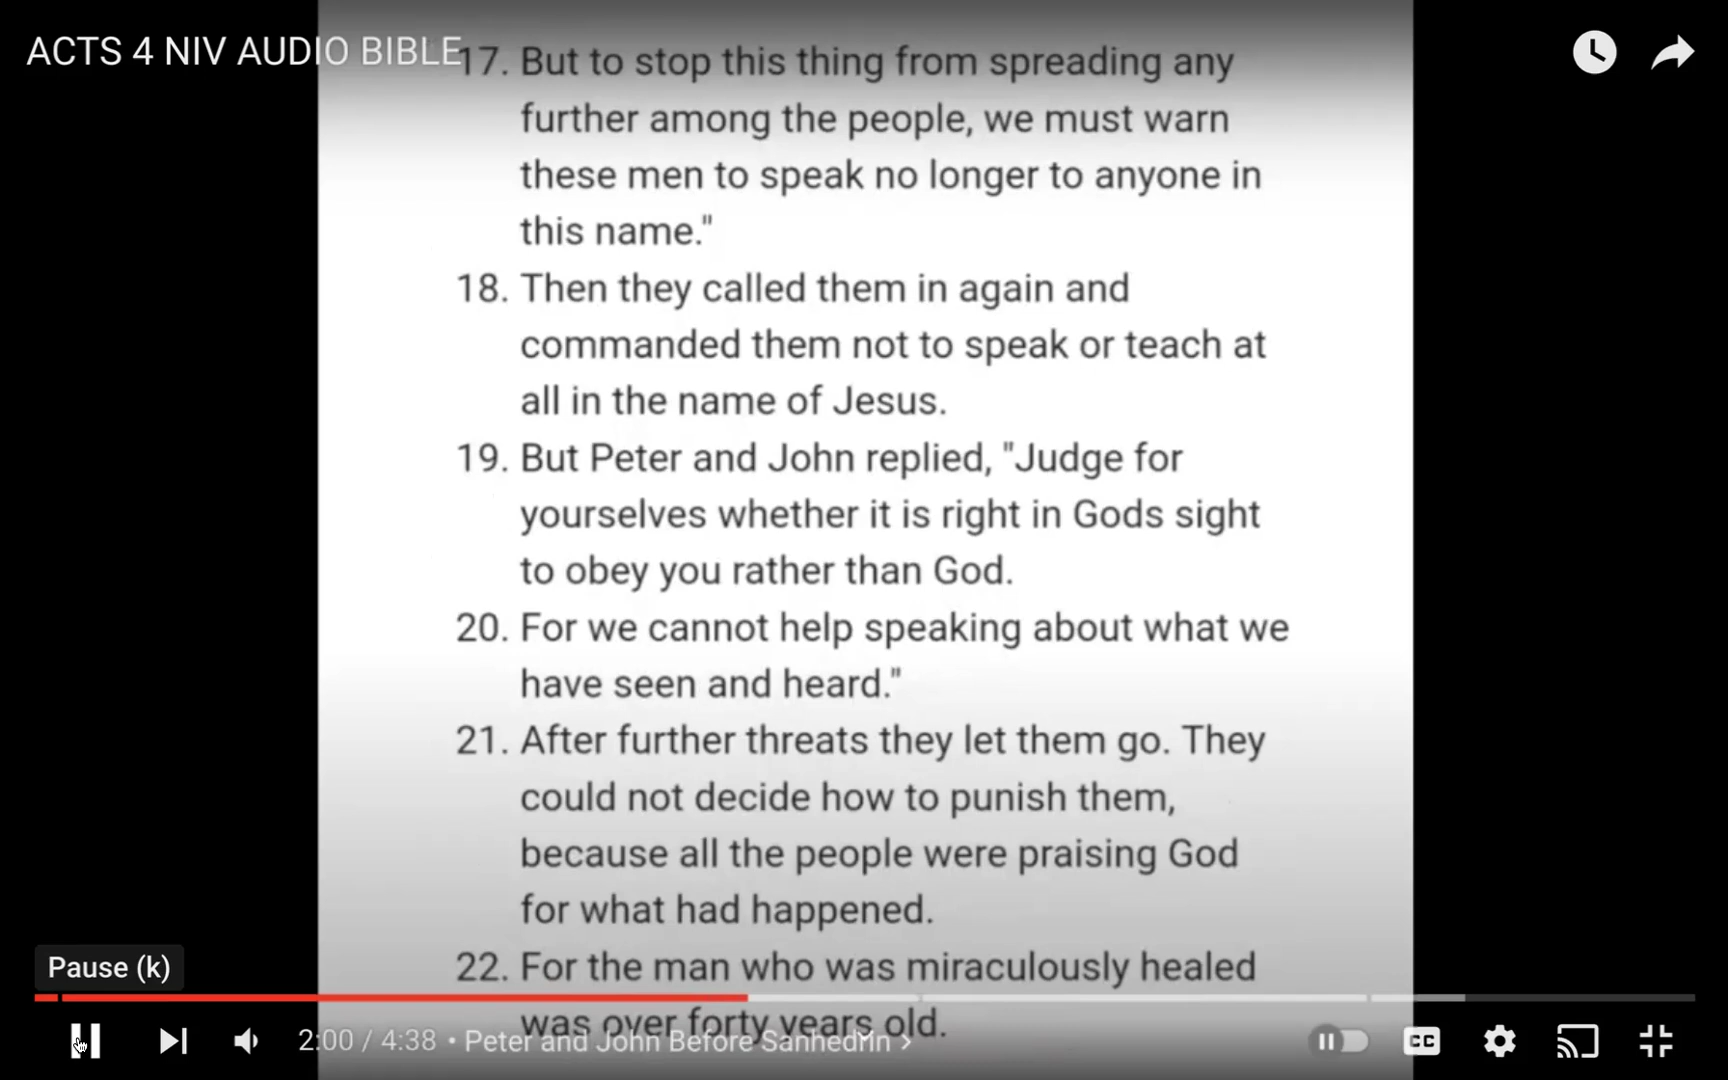 ACTS 4 NIV AUDIO BIBLE
17. But to stop this thing from spreading any
further among the people, we must warn
these men to speak no longer to anyone in
this name."
18. Then they called them in again and
commanded them not to speak or teach at
all in the name of Jesus.
19. But Peter and John replied, "Judge for
yourselves whether it is right in Gods sight
to obey you rather than God.
20. For we cannot help speaking about what we
have seen and heard."
21. After further threats they let them go. They
could not decide how to punish them,
because all the people were praising God
for what had happened.
22. For the man who was miraculously healed
was over forty years old.
Pause (k)
2:00 / 4:38 • Peter and John Before Sanhedrin >
CC